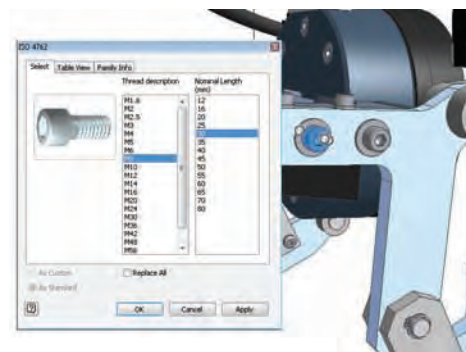 ISO 4762
Select Table View Family Info
Thread description
M1.6
M2
M2.5
M3
M4
M5
M6
M8
M10
M12
M14
M16
M20
M24
M30
M36
M42
M48
M56
Nominal Length
(mm)
12
16
20
25
30
35
40
45
50
55
60
65
70
80
As Custom
Replace All
As Standard
?
OK Cancel Apply